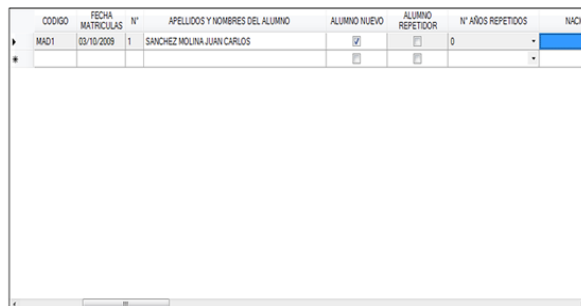 CODIGO FECHA MATRICULAS N° APELLIDOS Y NOMBRES DEL ALUMNO ALUMNO NUEVO ALUMNO REPETIDOR N° AÑOS REPETIDOS NACI
MAD1 03/10/2009 1 SANCHEZ MOLINA JUAN CARLOS 0